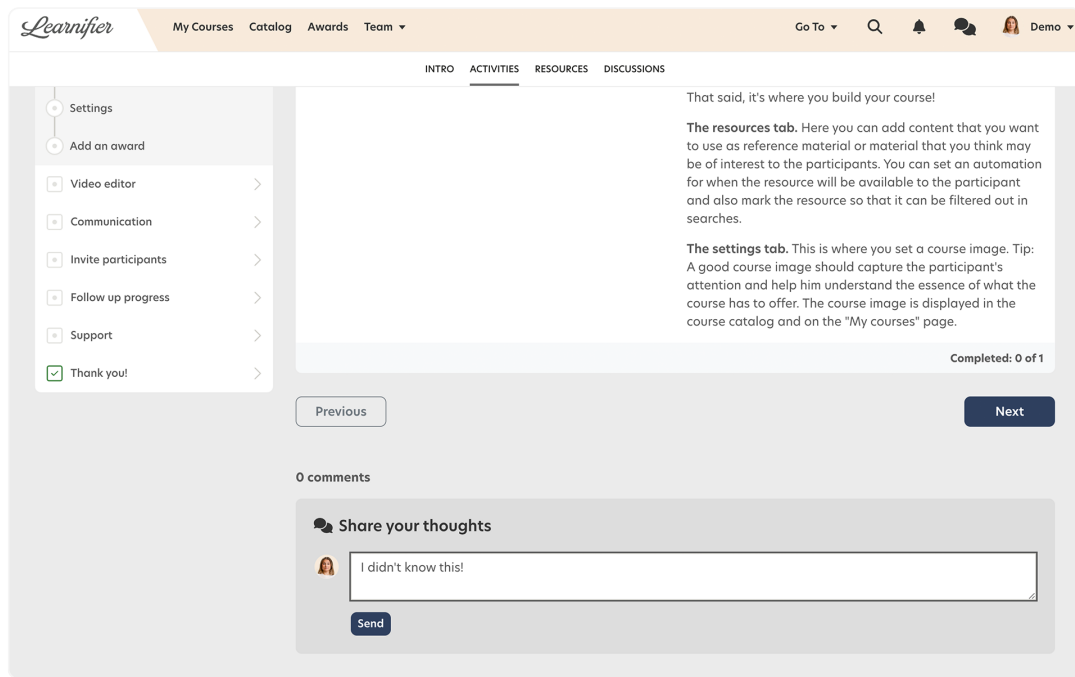 Learnifier
My Courses Catalog Awards Team
Go To
Demo
INTRO ACTIVITIES RESOURCES DISCUSSIONS
Settings
Add an award
Video editor
Communication
Invite participants
Follow up progress
Support
Thank you!
That said, it's where you build your course!
The resources tab. Here you can add content that you want
to use as reference material or material that you think may
be of interest to the participants. You can set an automation
for when the resource will be available to the participant
and also mark the resource so that it can be filtered out in
searches.
The settings tab. This is where you set a course image. Tip:
A good course image should capture the participant's
attention and help him understand the essence of what the
course has to offer. The course image is displayed in the
course catalog and on the "My courses" page.
Completed: 0 of 1
Previous
Next
0 comments
Share your thoughts
I didn't know this!
Send